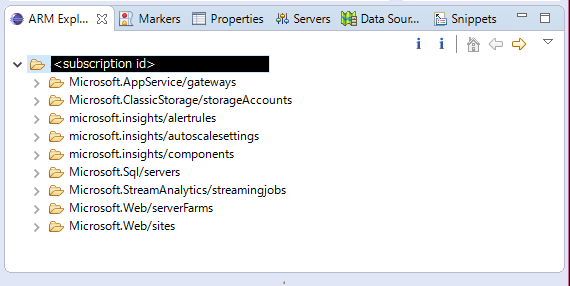 ARM Expl... Markers Properties Servers Data Sour... Snippets
<subscription id>
Microsoft.AppService/gateways
Microsoft.ClassicStorage/storageAccounts
microsoft.insights/alertrules
microsoft.insights/autoscalesettings
microsoft.insights/components
Microsoft.Sql/servers
Microsoft.StreamAnalytics/streamingjobs
Microsoft.Web/serverFarms
Microsoft.Web/sites